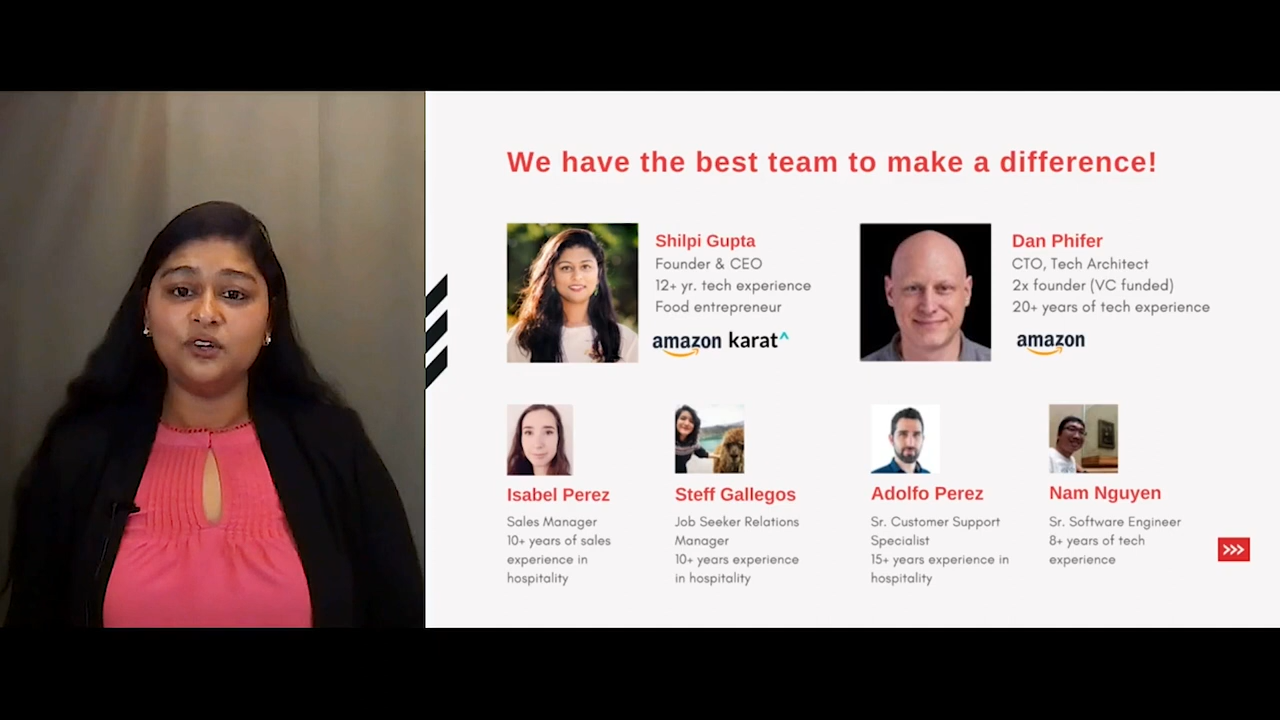 We have the best team to make a difference!
Shilpi Gupta
Founder & CEO
12+ yr. tech experience
Food entrepreneur
amazon karat^
Dan Phifer
CTO, Tech Architect
2x founder (VC funded)
20+ years of tech experience
amazon
Isabel Perez
Sales Manager
10+ years of sales
experience in
hospitality
Steff Gallegos
Job Seeker Relations
Manager
10+ years experience
in hospitality
Adolfo Perez
Sr. Customer Support
Specialist
15+ years experience in
hospitality
Nam Nguyen
Sr. Software Engineer
8+ years of tech
experience